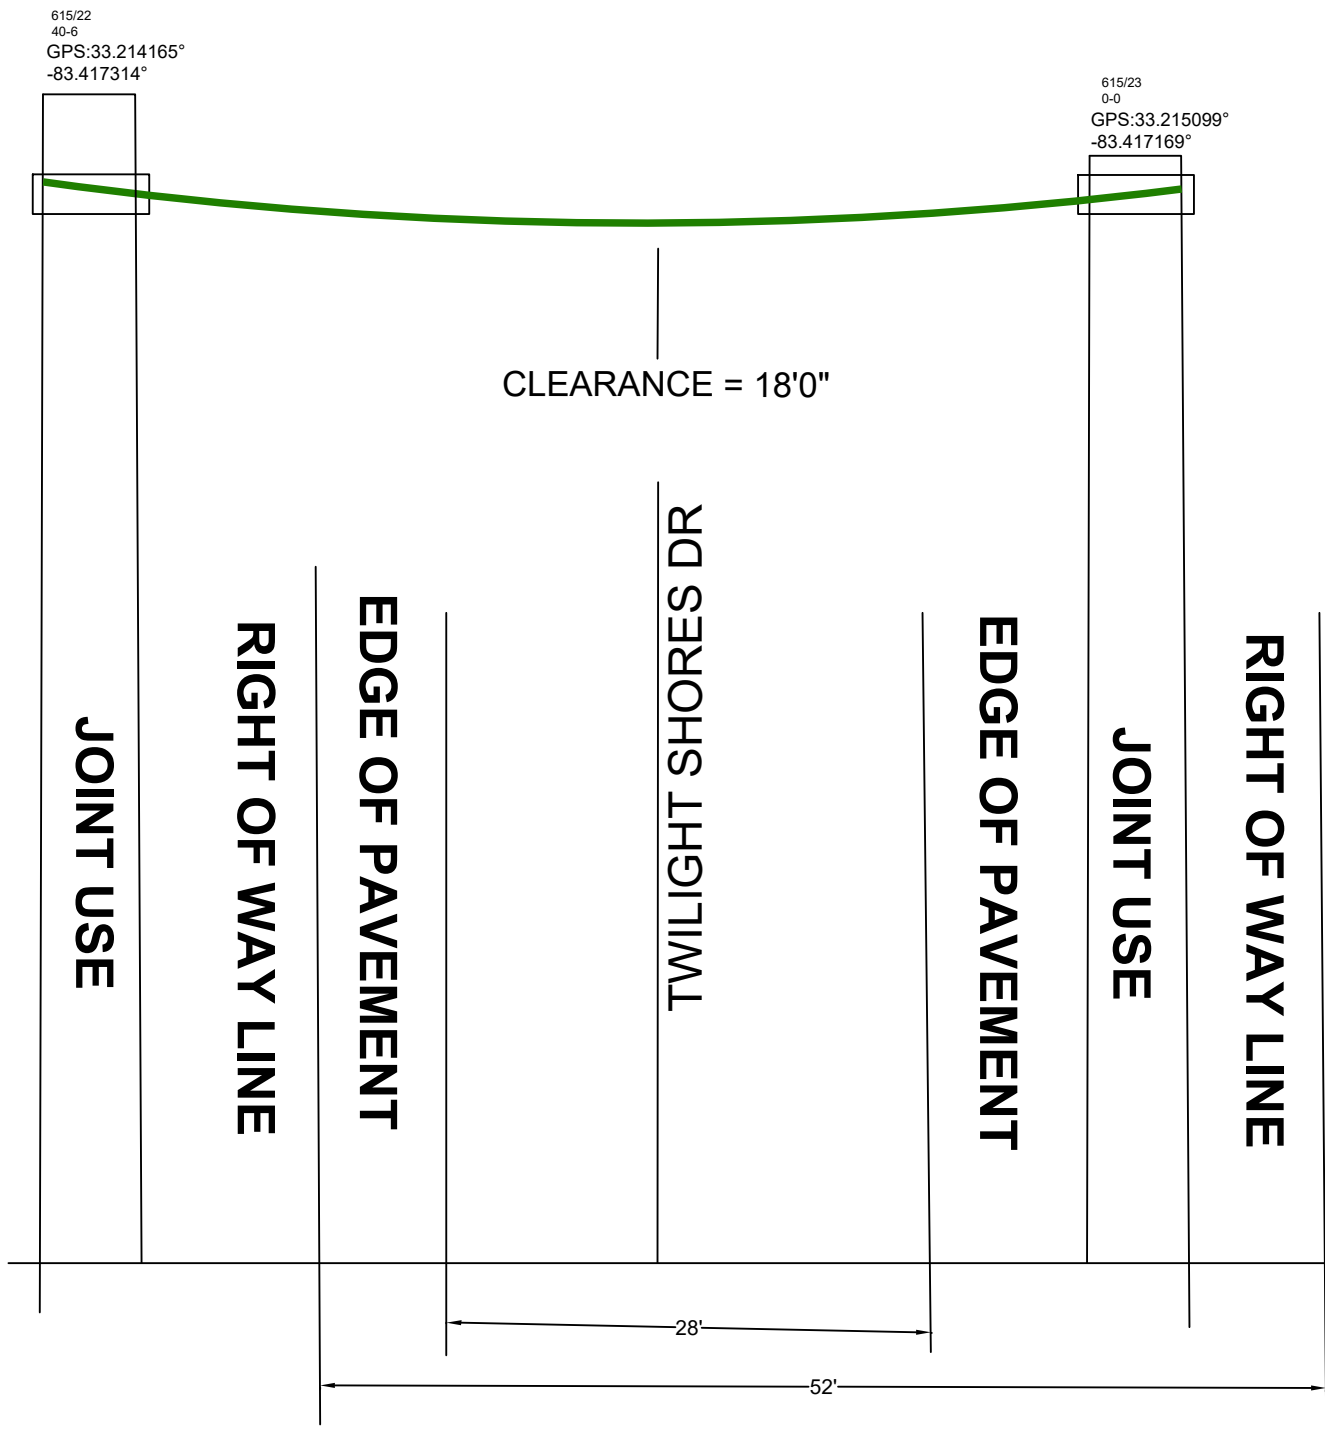 615/22
40-6
GPS:33.214165°
-83.417314°
615/23
0-0
GPS:33.215099°
-83.417169°
CLEARANCE = 18'0"
JOINT USE
RIGHT OF WAY LINE
EDGE OF PAVEMENT
TWILIGHT SHORES DR
EDGE OF PAVEMENT
JOINT USE
RIGHT OF WAY LINE
28'
52'